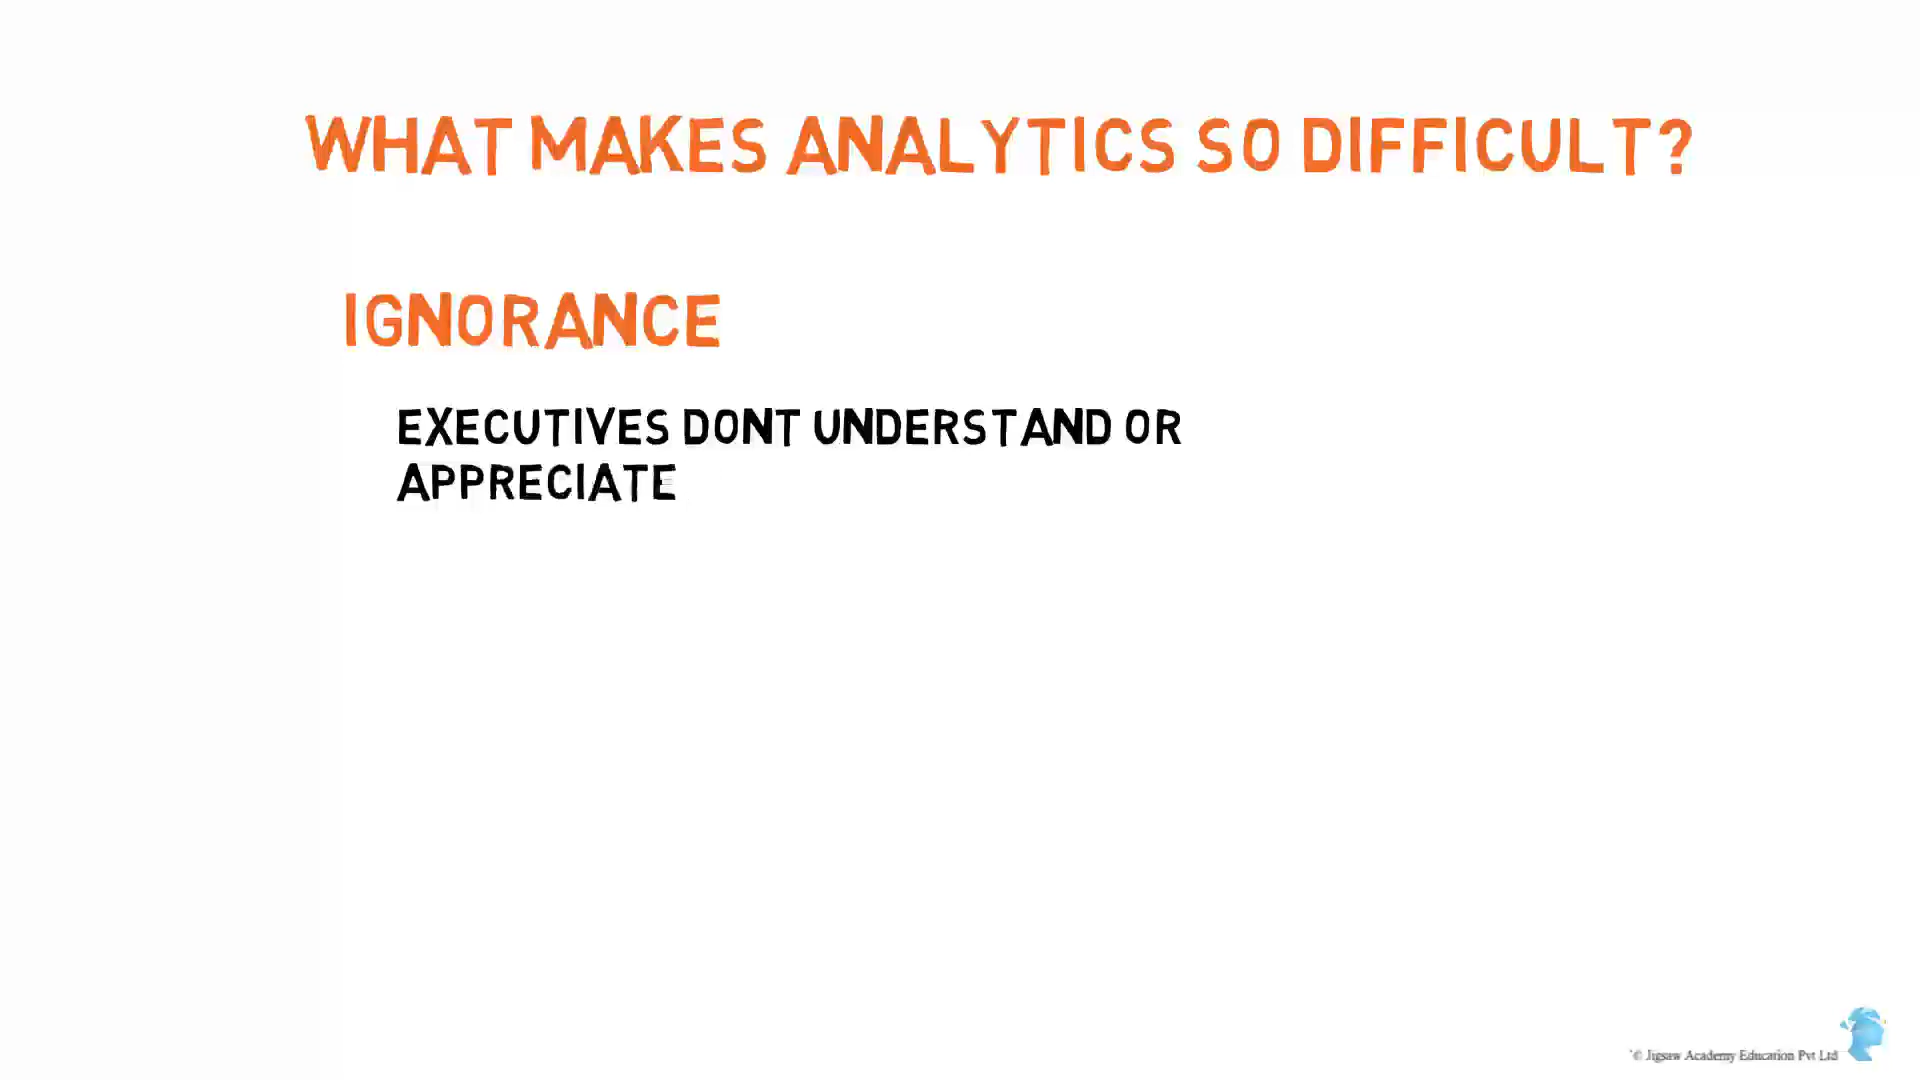 WHAT MAKES ANALYTICS SO DIFFICULT?
IGNORANCE
EXECUTIVES DONT UNDERSTAND OR
APPRECIATE
© Jigsaw Academy Education Pvt Ltd